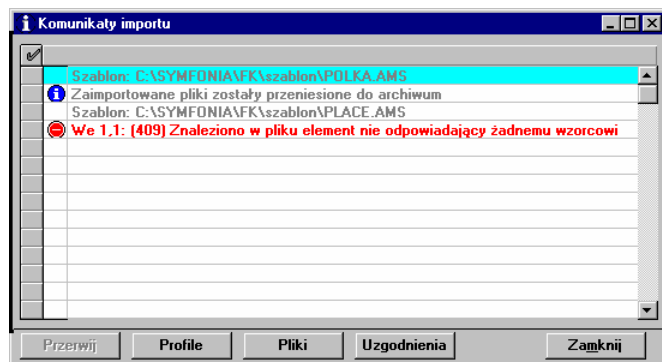 Komunikaty importu
Szablon: C:\SYMFONIA\FK\szablon\POLKA.AMS
Zaimportowane pliki zostały przeniesione do archiwum
Szablon: C:\SYMFONIA\FK\szablon\PLACE.AMS
We 1,1: (409) Znaleziono w pliku element nie odpowiadający żadnemu wzorcowi
Przerwij Profile Pliki Uzgodnienia Zamknij